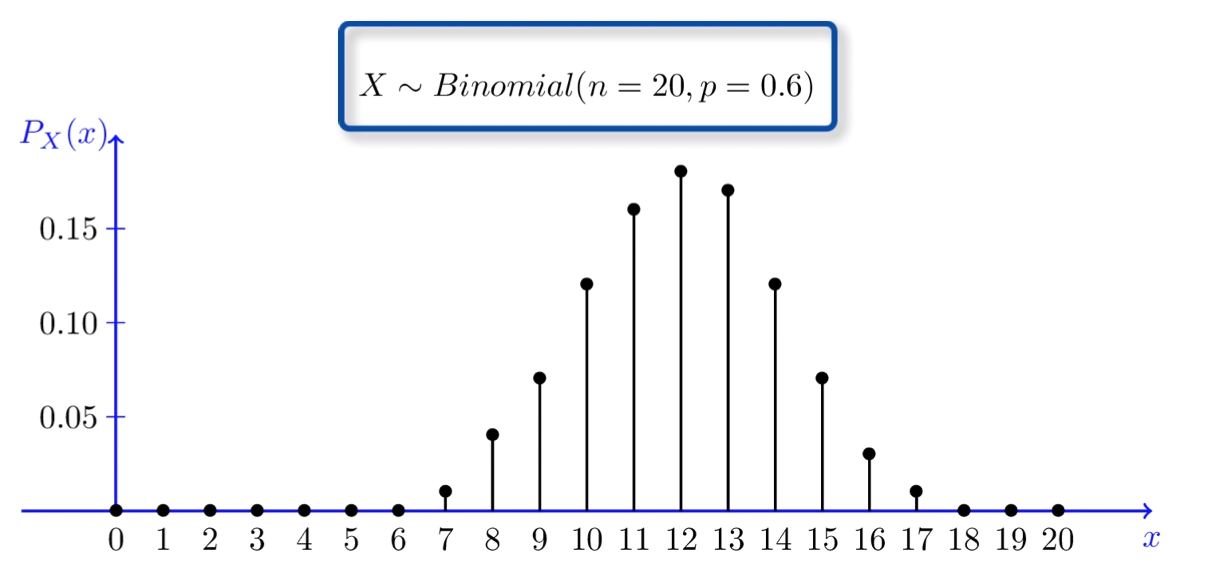 X ∼ Binomial(n = 20, p = 0.6)
P_X(x)
0.15
0.10
0.05
0 1 2 3 4 5 6 7 8 9 10 11 12 13 14 15 16 17 18 19 20 x